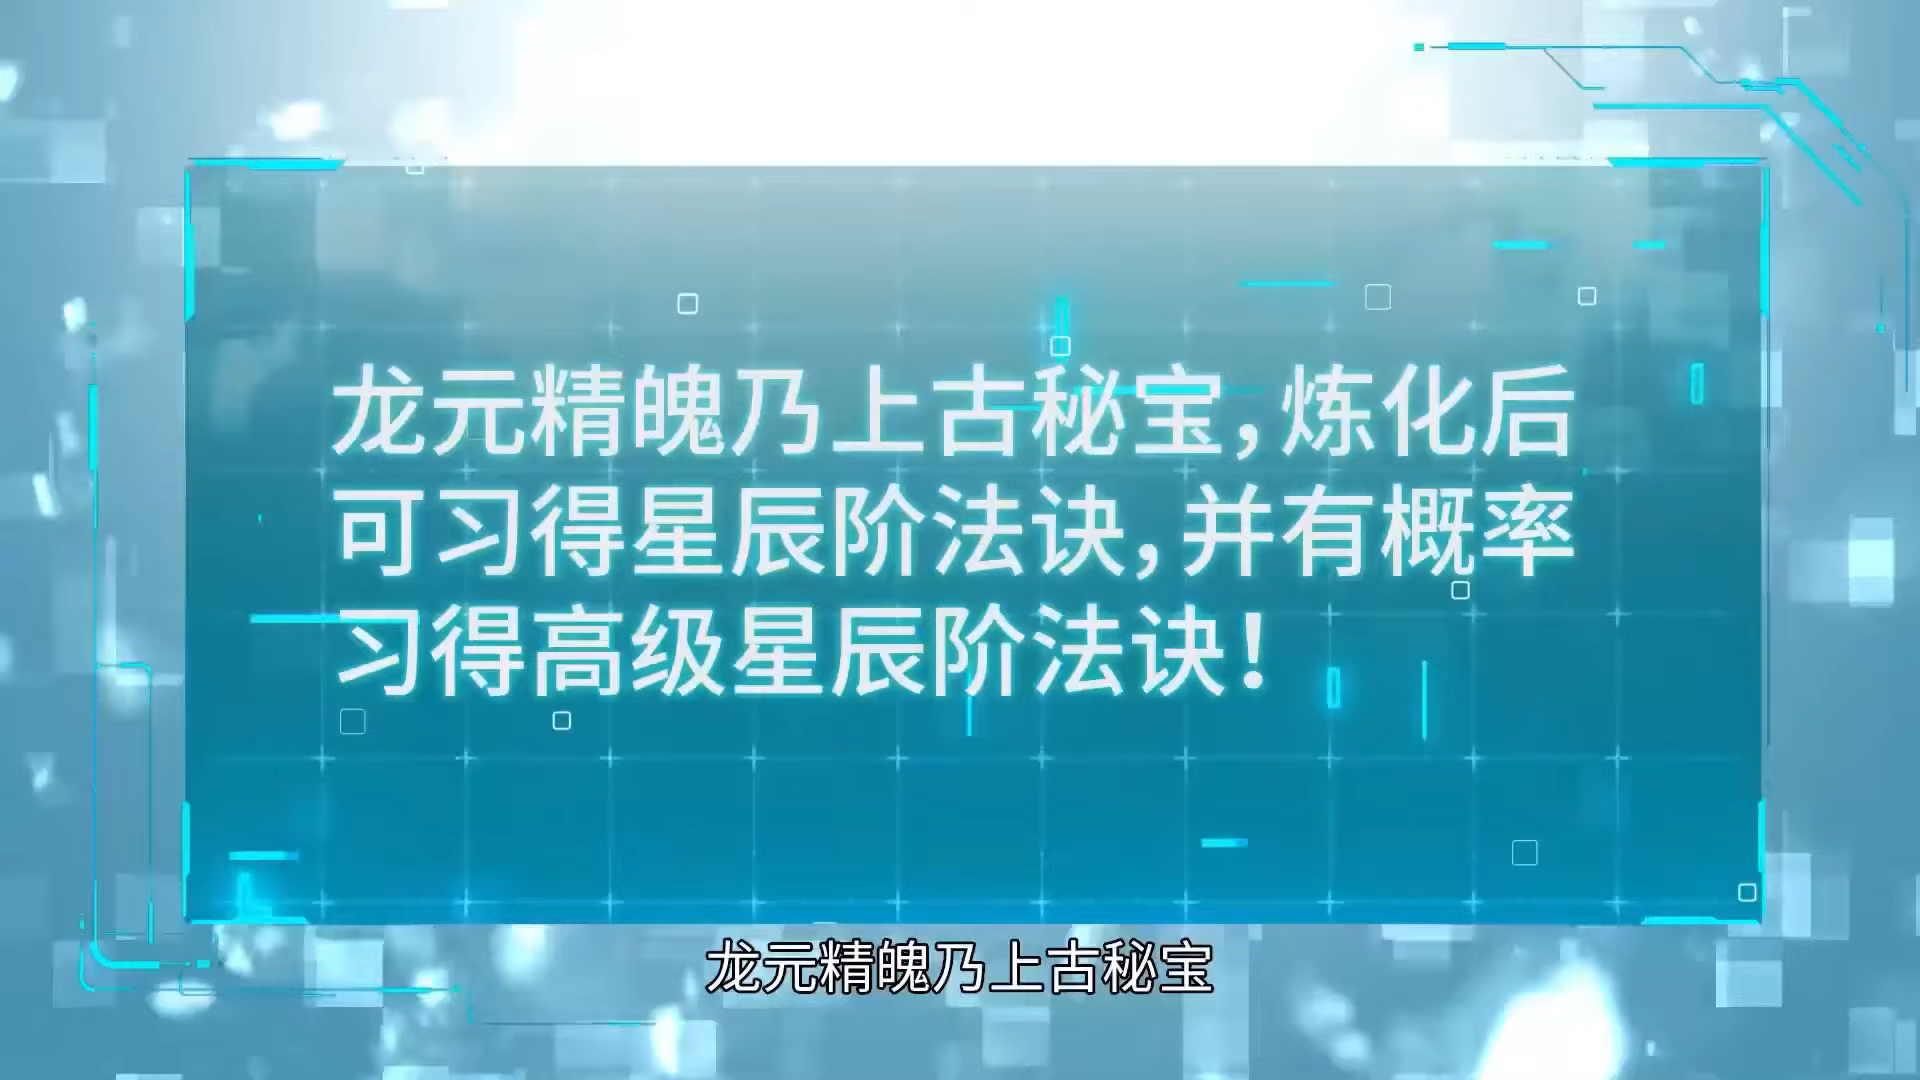 龙元精魄乃上古秘宝，炼化后
可习得星辰阶法诀，并有概率
习得高级星辰阶法诀！
龙元精魄乃上古秘宝